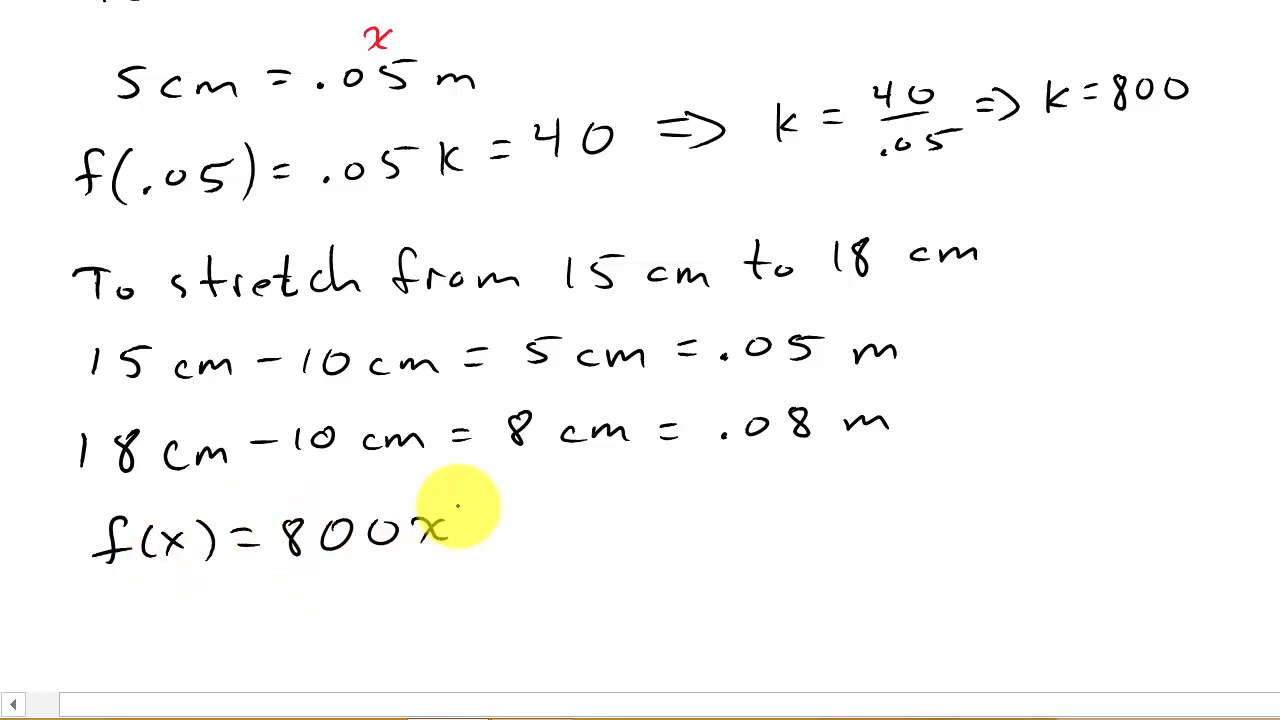 x
5 cm = .05 m
f(.05) = .05 k = 40 => k = 40/.05 => k = 800
To stretch from 15 cm to 18 cm
15 cm - 10 cm = 5 cm = .05 m
18 cm - 10 cm = 8 cm = .08 m
f(x) = 800x